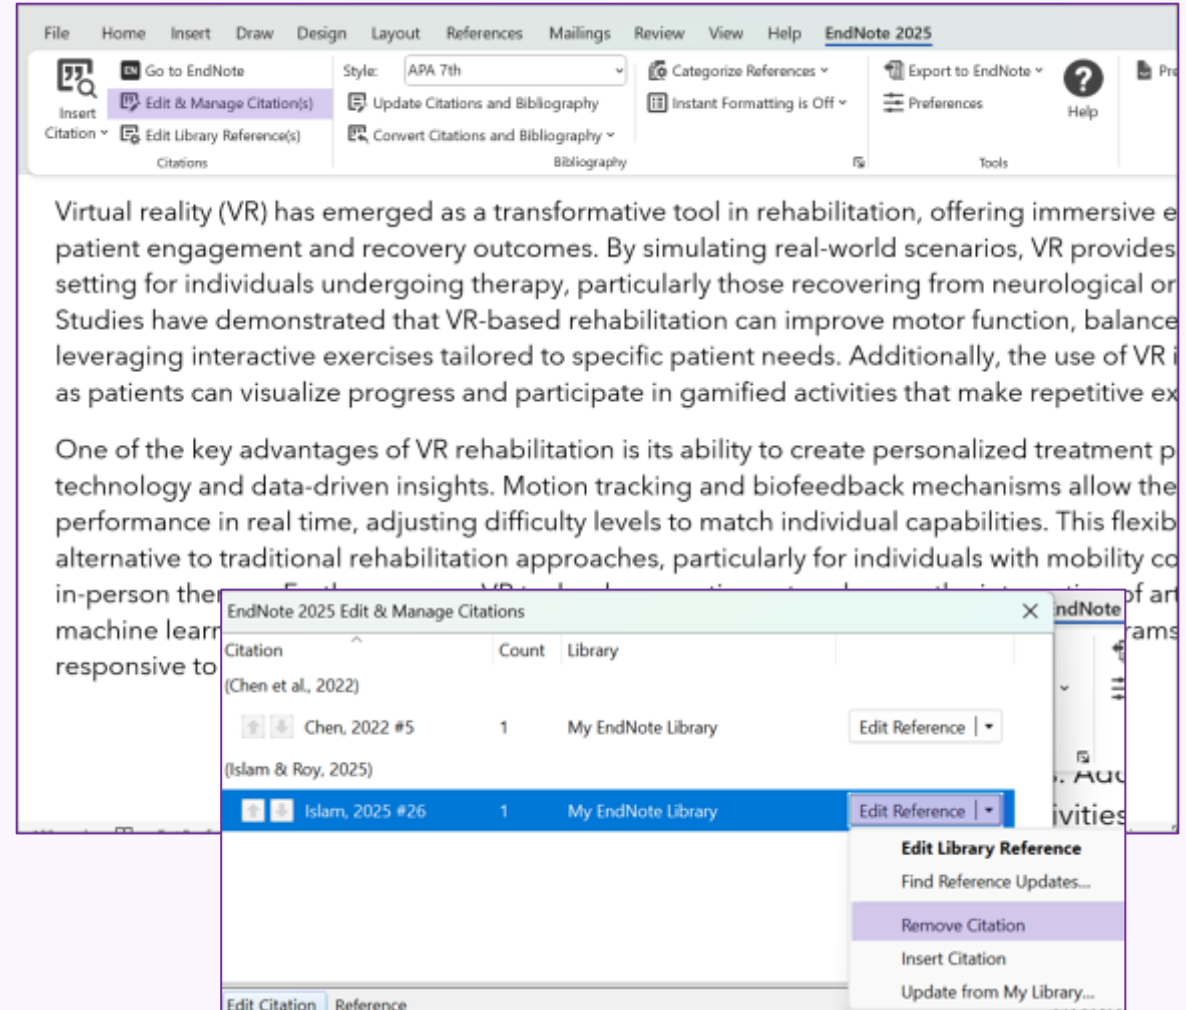 File Home Insert Draw Design Layout References Mailings Review View Help EndNote 2025
Insert Citation
Go to EndNote
Edit & Manage Citation(s)
Edit Library Reference(s)
Citations
Style: APA 7th
Update Citations and Bibliography
Convert Citations and Bibliography
Categorize References
Instant Formatting is Off
Bibliography
Export to EndNote
Preferences
Help
Tools
Pre
Virtual reality (VR) has emerged as a transformative tool in rehabilitation, offering immersive e
patient engagement and recovery outcomes. By simulating real-world scenarios, VR provides
setting for individuals undergoing therapy, particularly those recovering from neurological or
Studies have demonstrated that VR-based rehabilitation can improve motor function, balance
leveraging interactive exercises tailored to specific patient needs. Additionally, the use of VR i
as patients can visualize progress and participate in gamified activities that make repetitive ex
One of the key advantages of VR rehabilitation is its ability to create personalized treatment p
technology and data-driven insights. Motion tracking and biofeedback mechanisms allow the
performance in real time, adjusting difficulty levels to match individual capabilities. This flexib
alternative to traditional rehabilitation approaches, particularly for individuals with mobility co
in-person ther
of art
machine learn
rams
responsive to
EndNote 2025 Edit & Manage Citations
ndNote
Citation Count Library
(Chen et al., 2022)
Chen, 2022 #5 1 My EndNote Library Edit Reference
(Islam & Roy, 2025)
Islam, 2025 #26 1 My EndNote Library Edit Reference
ivities
Edit Library Reference
Find Reference Updates...
Remove Citation
Insert Citation
Update from My Library...
Edit Citation Reference